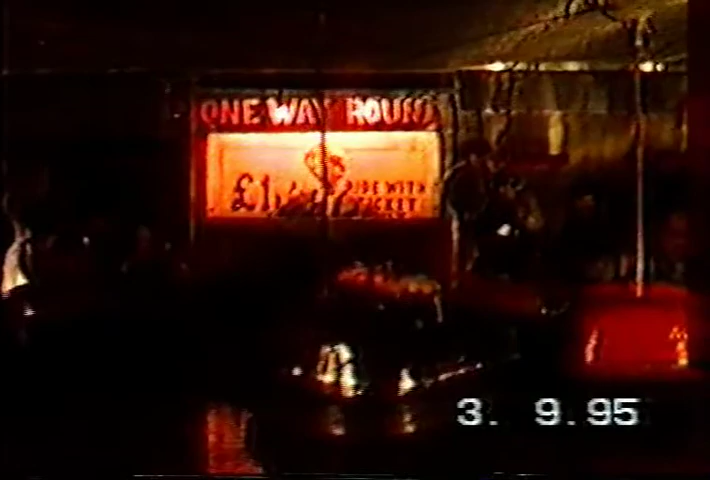 ONE WAY ROUND
£1
RIDE WITH
TICKET
3. 9.95